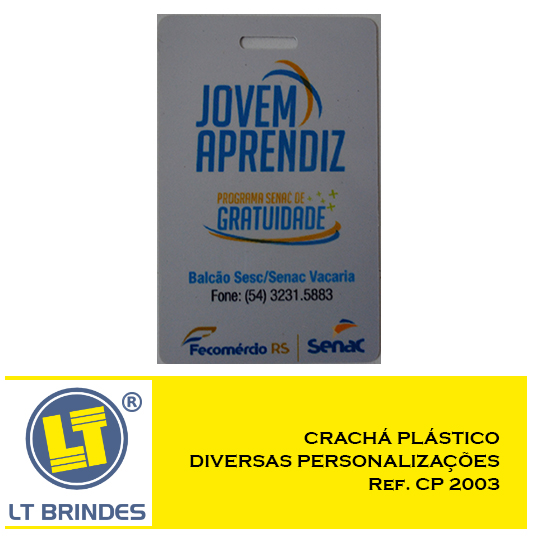 JOVEM
APRENDIZ
PROGRAMA SENAC DE
GRATUIDADE
Balcão Sesc/Senac Vacaria
Fone: (54) 3231.5883
Fecomércio RS | Senac
LT ®
LT BRINDES
CRACHÁ PLÁSTICO
DIVERSAS PERSONALIZAÇÕES
REF. CP 2003